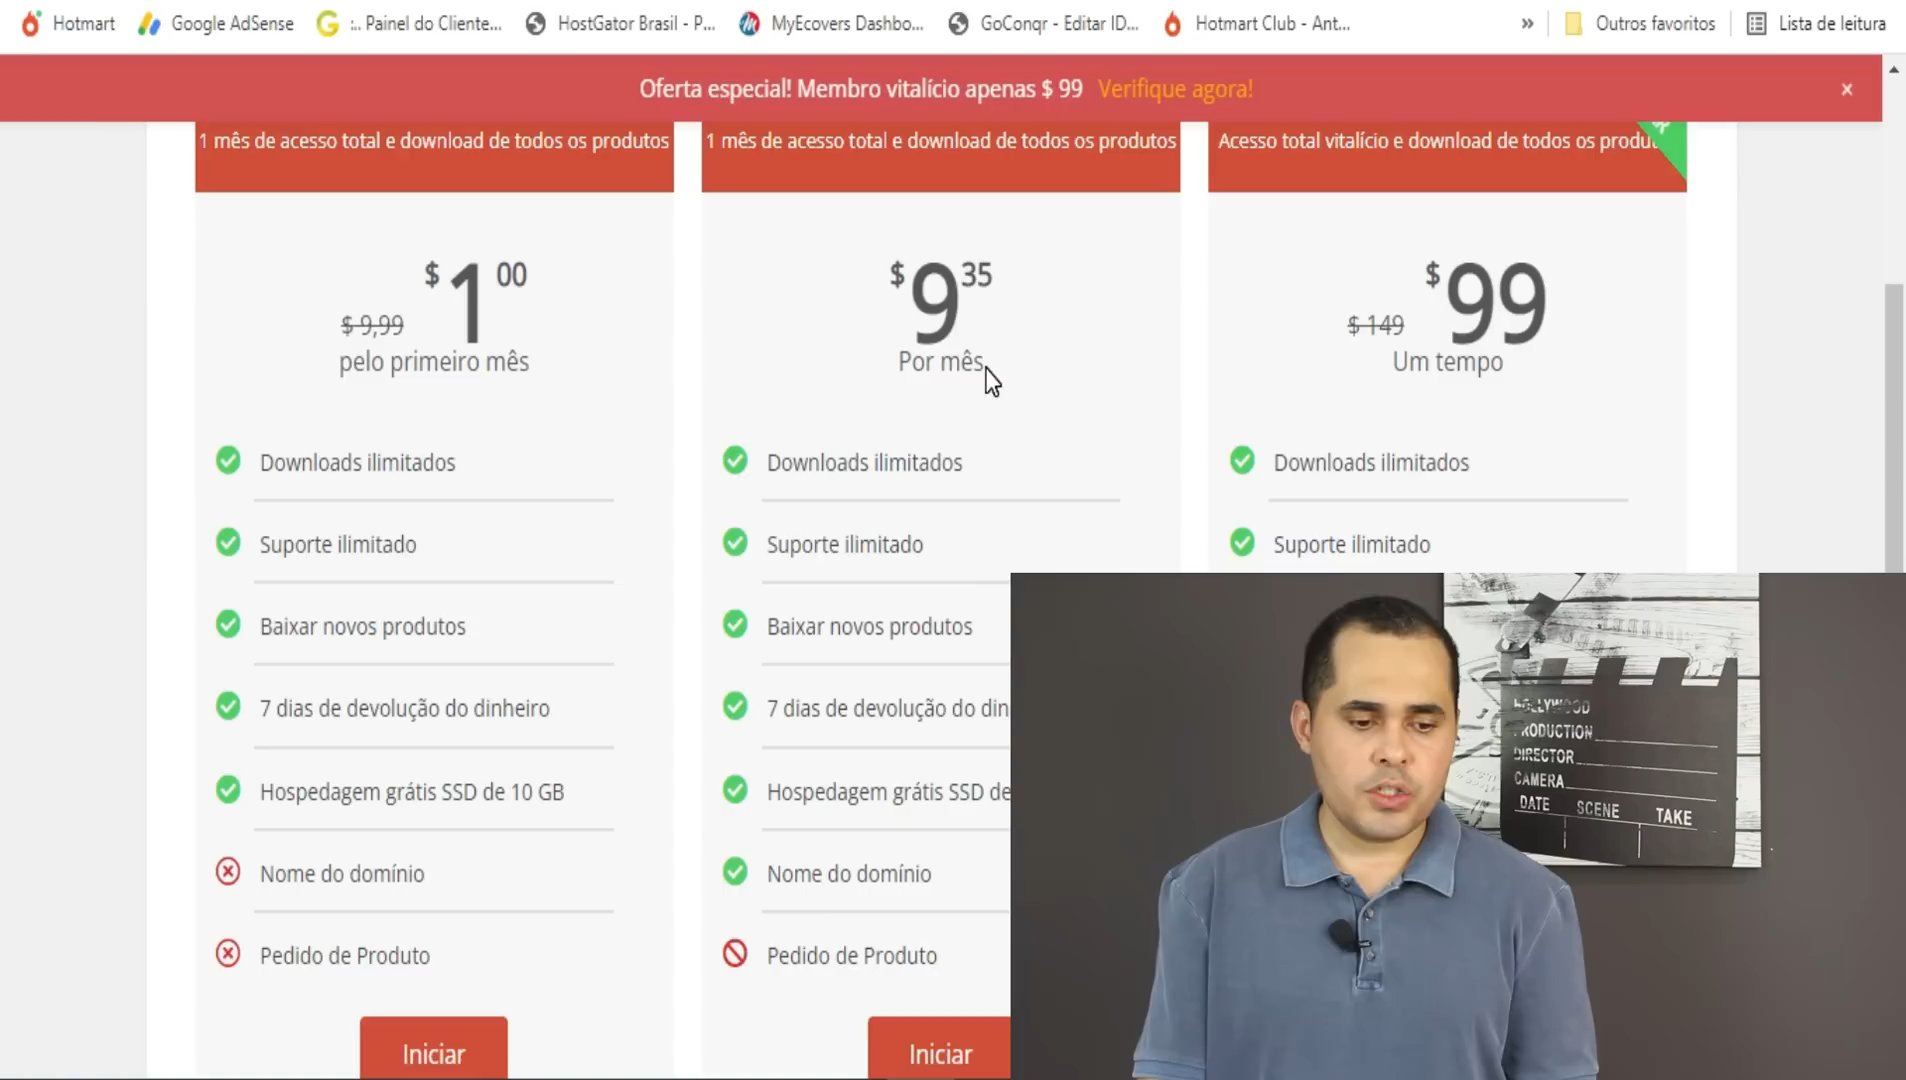 Hotmart
Google AdSense
:. Painel do Cliente...
HostGator Brasil - P...
MyEcovers Dashbo...
GoConqr - Editar ID...
Hotmart Club - Ant...
»
Outros favoritos
Lista de leitura
Oferta especial! Membro vitalício apenas $ 99 Verifique agora!
×
1 mês de acesso total e download de todos os produtos
$ 9,99 $ 1 00
pelo primeiro mês
Downloads ilimitados
Suporte ilimitado
Baixar novos produtos
7 dias de devolução do dinheiro
Hospedagem grátis SSD de 10 GB
Nome do domínio
Pedido de Produto
Iniciar
1 mês de acesso total e download de todos os produtos
$ 9 35
Por mês
Downloads ilimitados
Suporte ilimitado
Baixar novos produtos
7 dias de devolução do din
Hospedagem grátis SSD de
Nome do domínio
Pedido de Produto
Iniciar
Acesso total vitalício e download de todos os produt
$ 149 $ 99
Um tempo
Downloads ilimitados
Suporte ilimitado
HOLLYWOOD
PRODUCTION
DIRECTOR
CAMERA
DATE SCENE TAKE